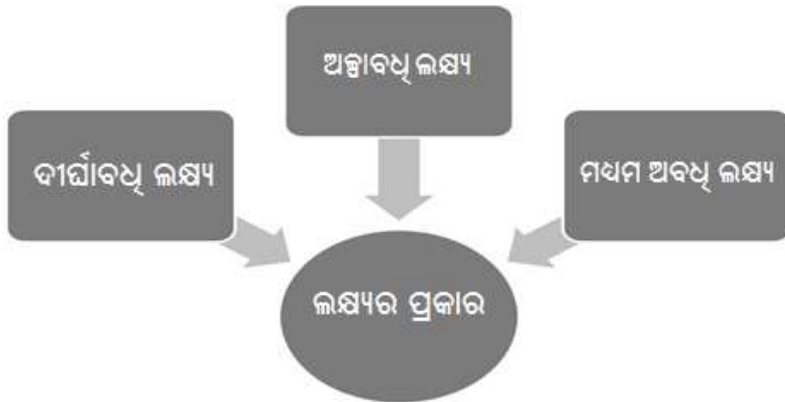 ଅଳ୍ପାବଧି ଲକ୍ଷ୍ୟ
ଦୀର୍ଘାବଧି ଲକ୍ଷ୍ୟ
ମଧ୍ୟମ ଅବଧି ଲକ୍ଷ୍ୟ
ଲକ୍ଷ୍ୟର ପ୍ରକାର